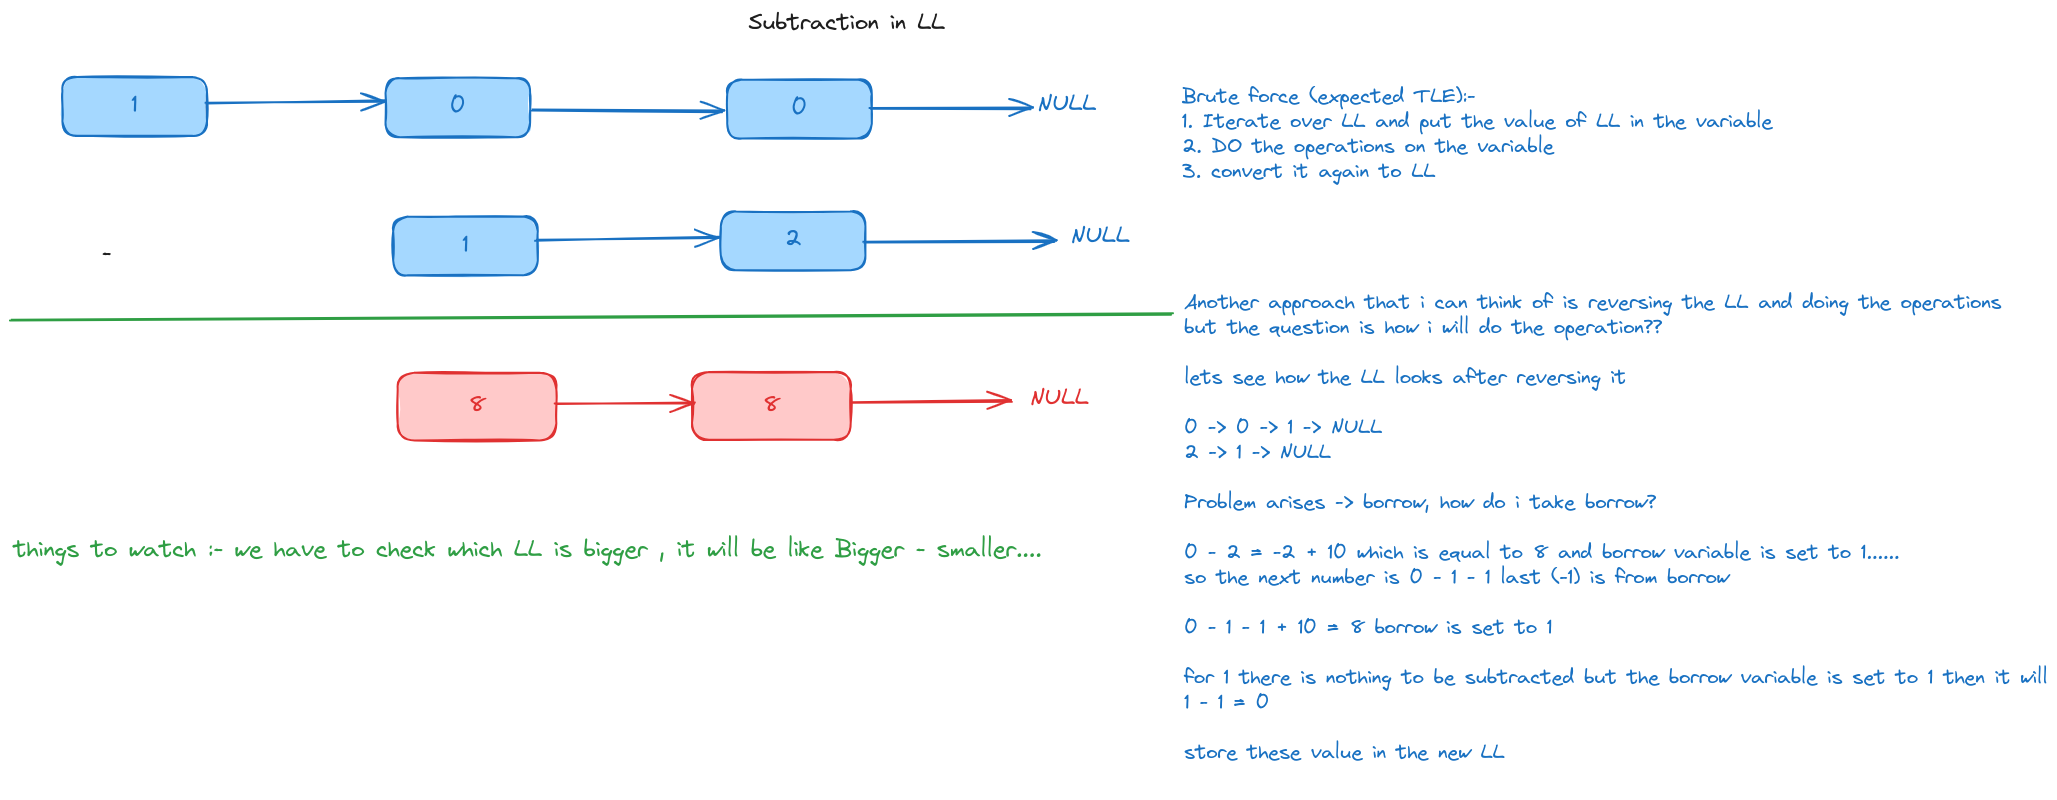 Subtraction in LL
1
0
0
NULL
-
1
2
NULL
8
8
NULL
things to watch :- we have to check which LL is bigger , it will be like Bigger - smaller....
Brute force (expected TLE):-
1. Iterate over LL and put the value of LL in the variable
2. DO the operations on the variable
3. convert it again to LL
Another approach that i can think of is reversing the LL and doing the operations
but the question is how i will do the operation??
lets see how the LL looks after reversing it
0 -> 0 -> 1 -> NULL
2 -> 1 -> NULL
Problem arises -> borrow, how do i take borrow?
0 - 2 = -2 + 10 which is equal to 8 and borrow variable is set to 1......
so the next number is 0 - 1 - 1 last (-1) is from borrow
0 - 1 - 1 + 10 = 8 borrow is set to 1
for 1 there is nothing to be subtracted but the borrow variable is set to 1 then it will
1 - 1 = 0
store these value in the new LL